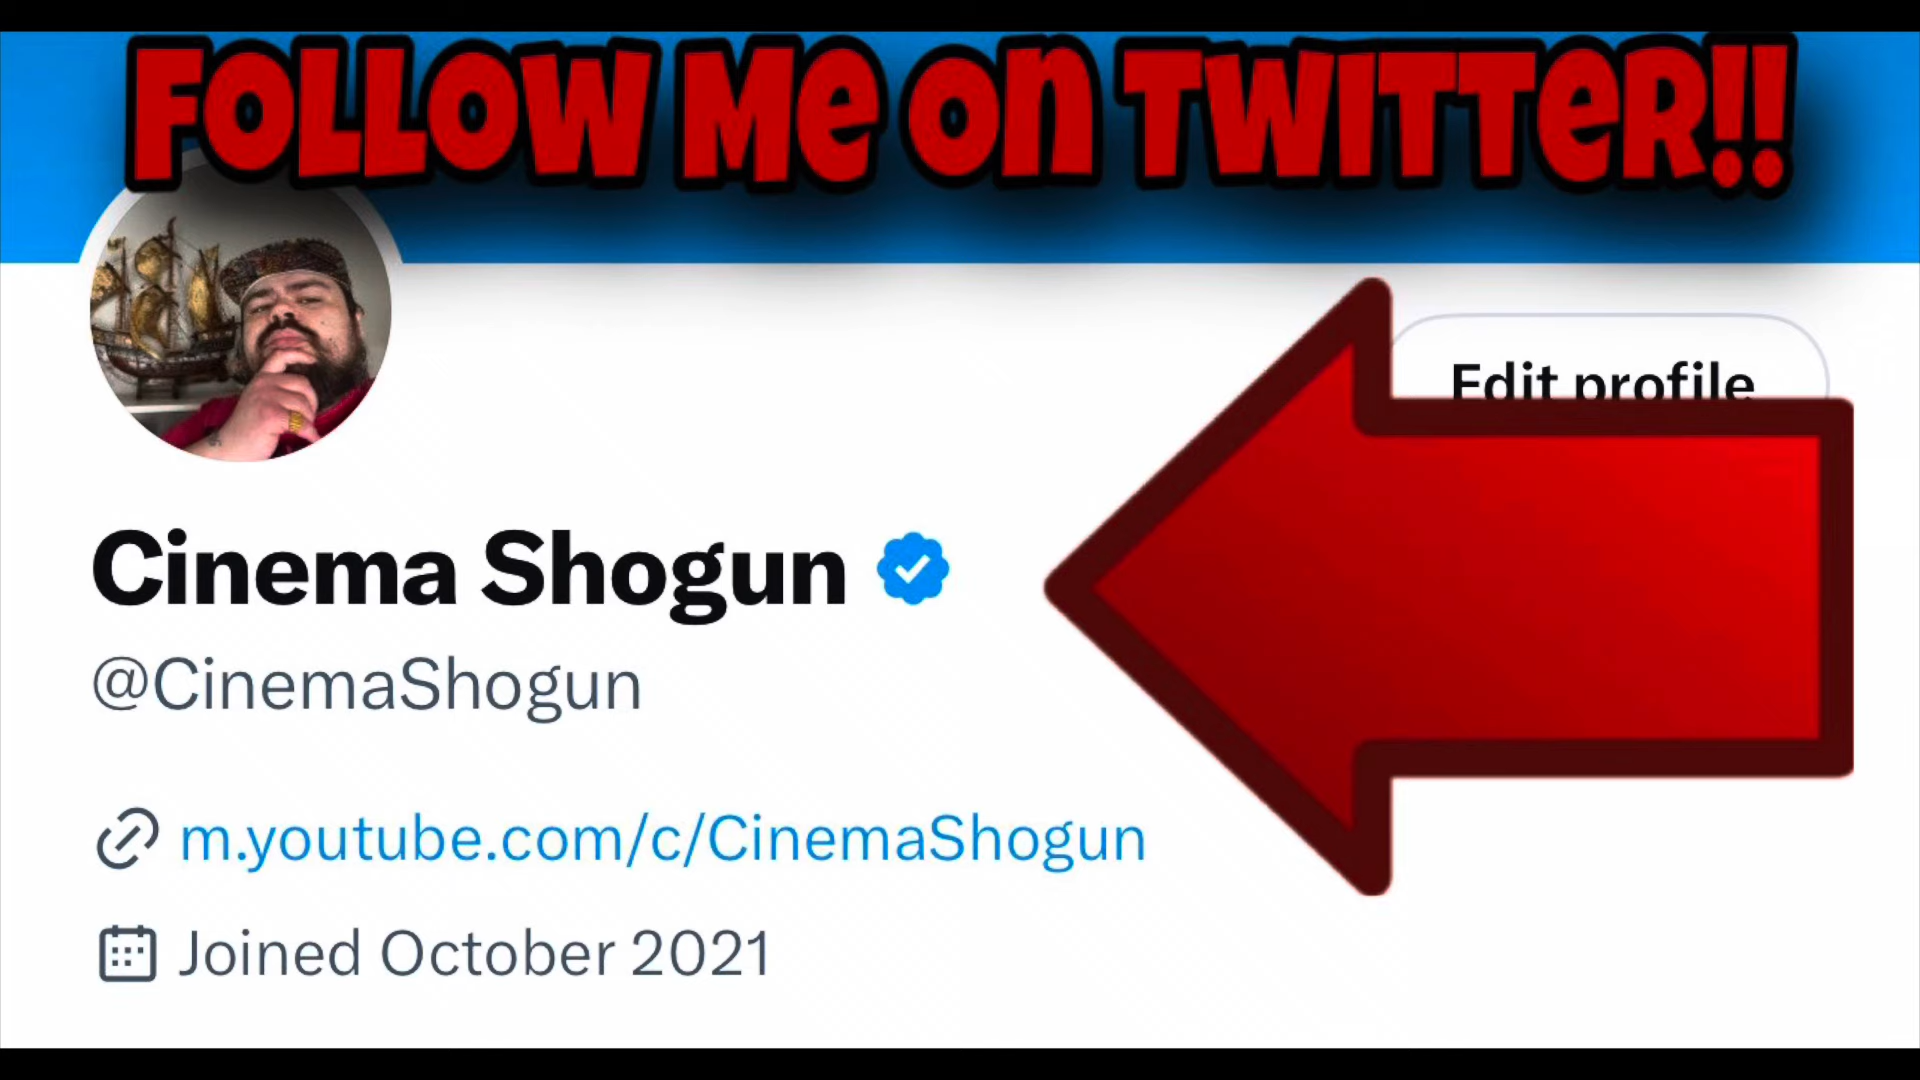 FOLLOW Me on TWITTeR!!
Edit profile
Cinema Shogun
@CinemaShogun
m.youtube.com/c/CinemaShogun
Joined October 2021